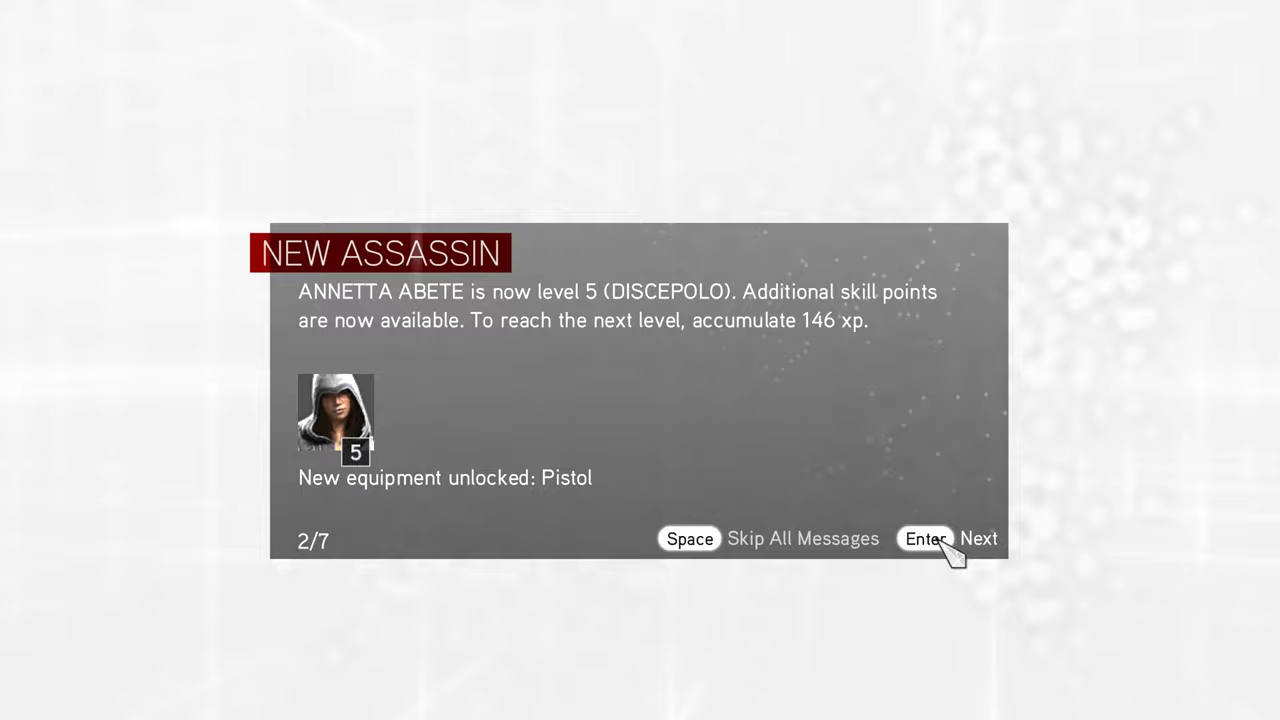 NEW ASSASSIN
ANNETTA ABETE is now level 5 (DISCEPOLO). Additional skill points
are now available. To reach the next level, accumulate 146 xp.
5
New equipment unlocked: Pistol
2/7 Space Skip All Messages Enter Next